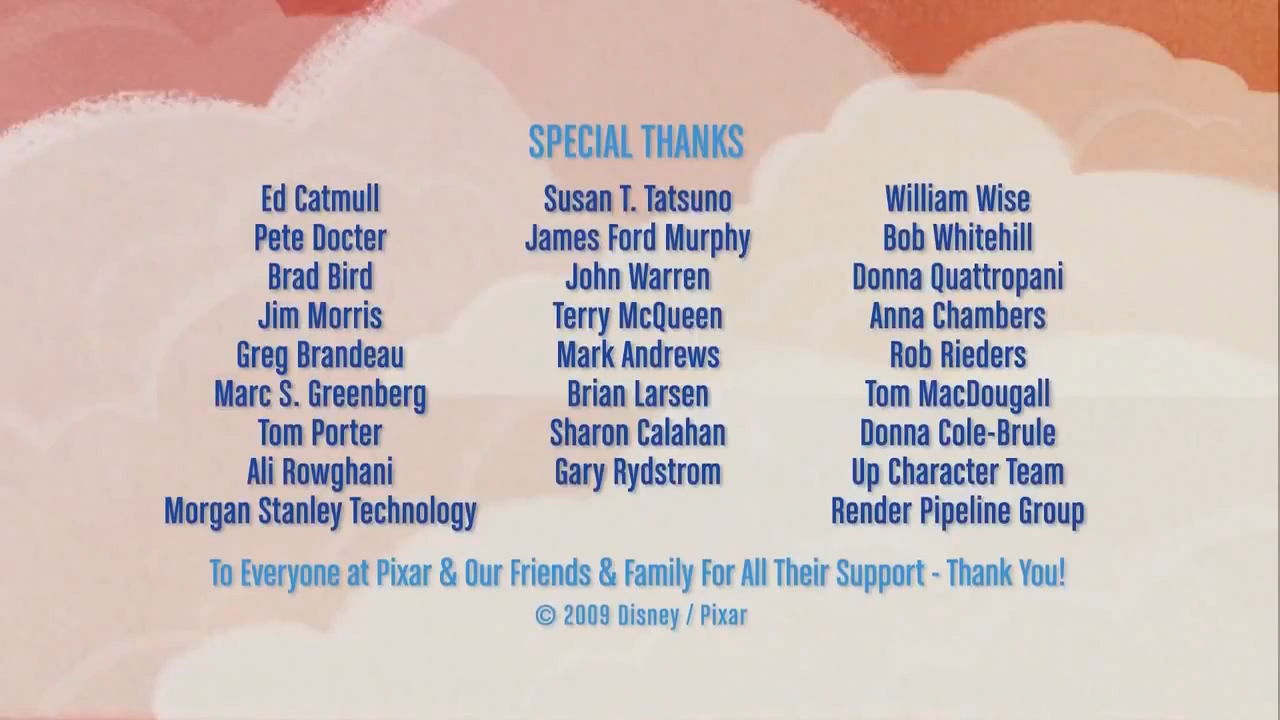 SPECIAL THANKS
Ed Catmull
Pete Docter
Brad Bird
Jim Morris
Greg Brandeau
Marc S. Greenberg
Tom Porter
Ali Rowghani
Morgan Stanley Technology
Susan T. Tatsuno
James Ford Murphy
John Warren
Terry McQueen
Mark Andrews
Brian Larsen
Sharon Calahan
Gary Rydstrom
William Wise
Bob Whitehill
Donna Quattropani
Anna Chambers
Rob Rieders
Tom MacDougall
Donna Cole-Brule
Up Character Team
Render Pipeline Group
To Everyone at Pixar & Our Friends & Family For All Their Support - Thank You!
© 2009 Disney / Pixar